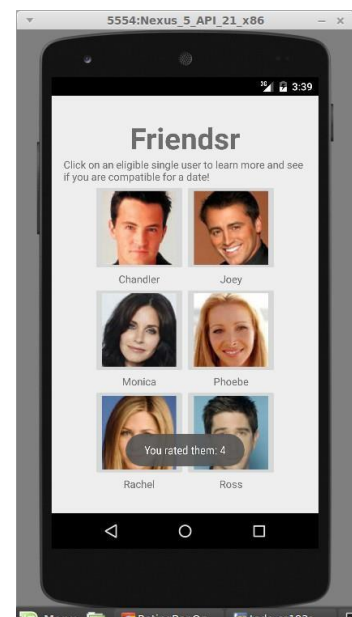 5554:Nexus_5_API_21_x86
3G 3:39
Friendsr
Click on an eligible single user to learn more and see
if you are compatible for a date!
Chandler Joey
Monica Phoebe
You rated them: 4
Rachel Ross